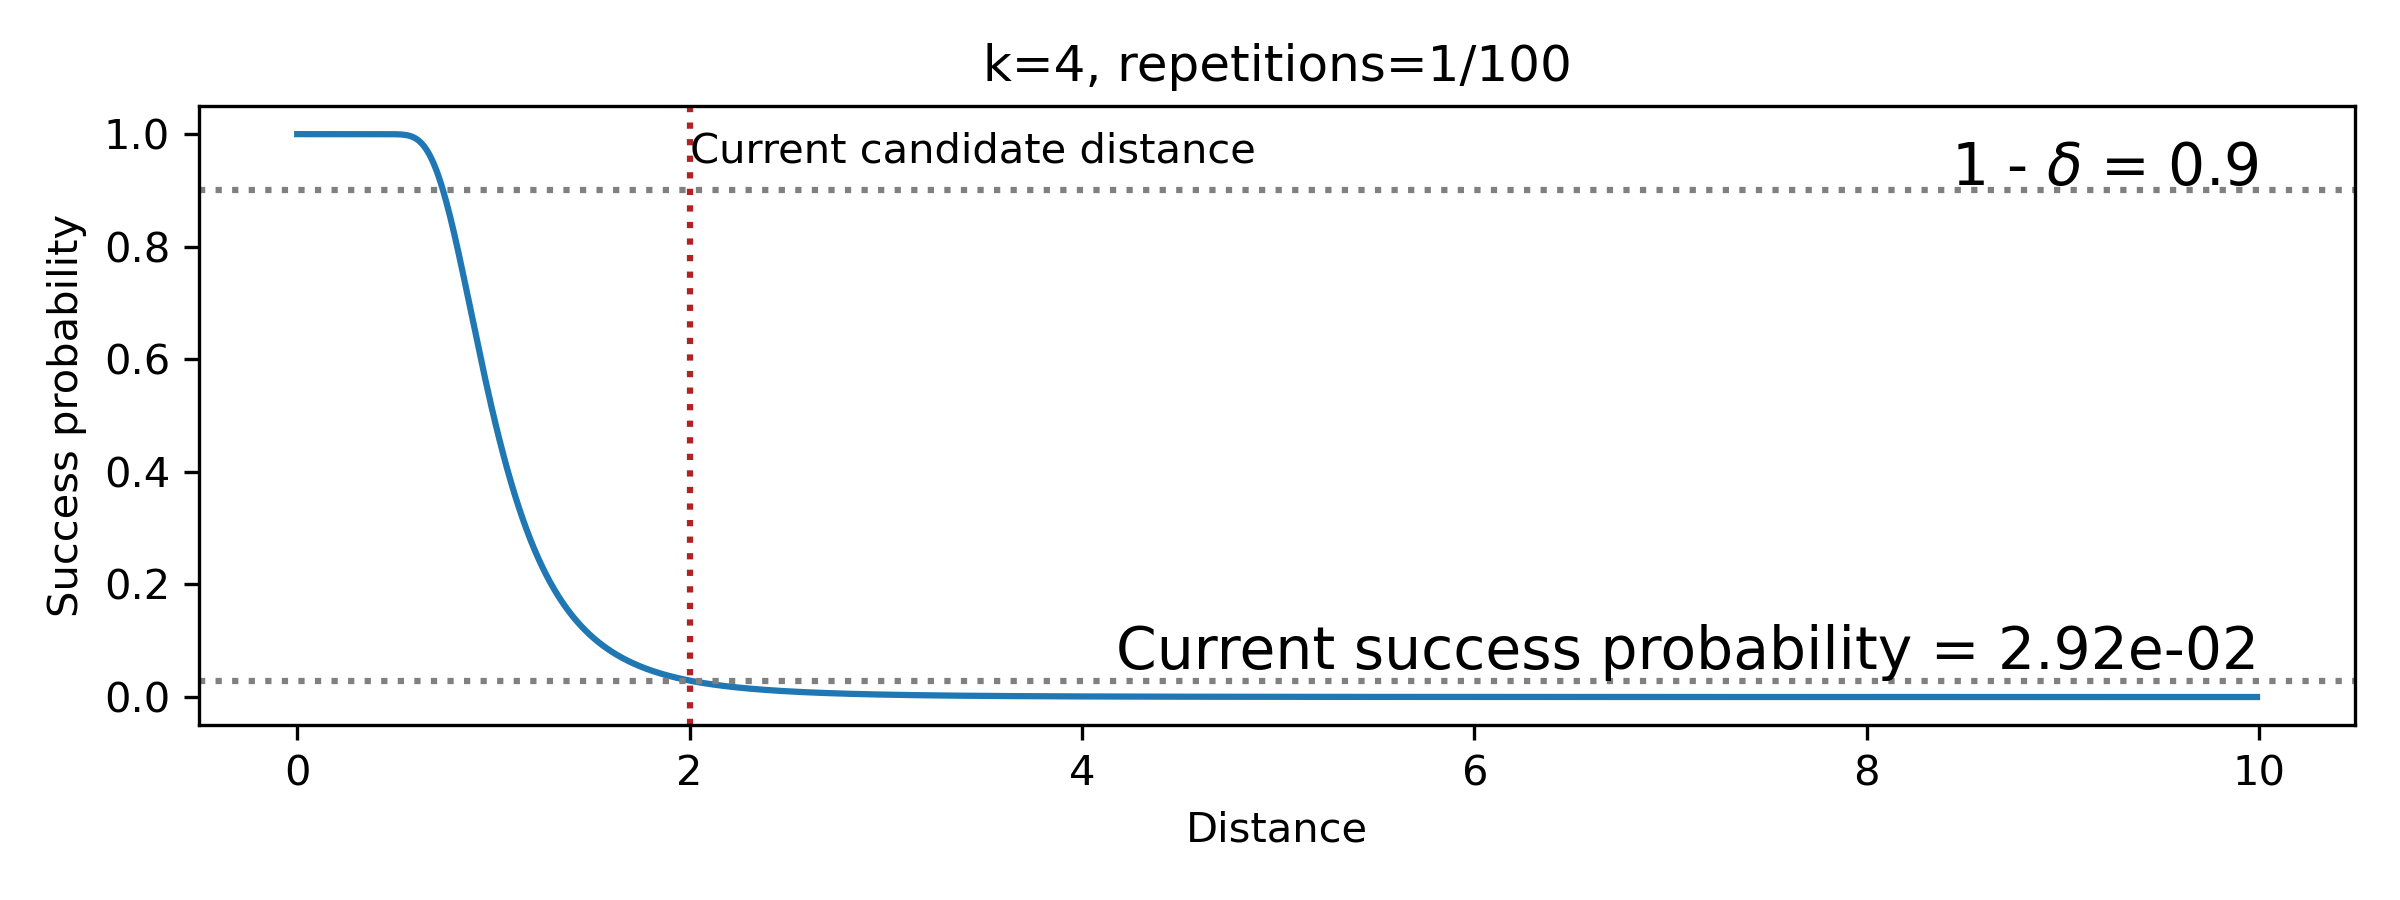 k=4, repetitions=1/100
Success probability
1.0
0.8
0.6
0.4
0.2
0.0
Current candidate distance
1 - δ = 0.9
Current success probability = 2.92e-02
0 2 4 6 8 10
Distance